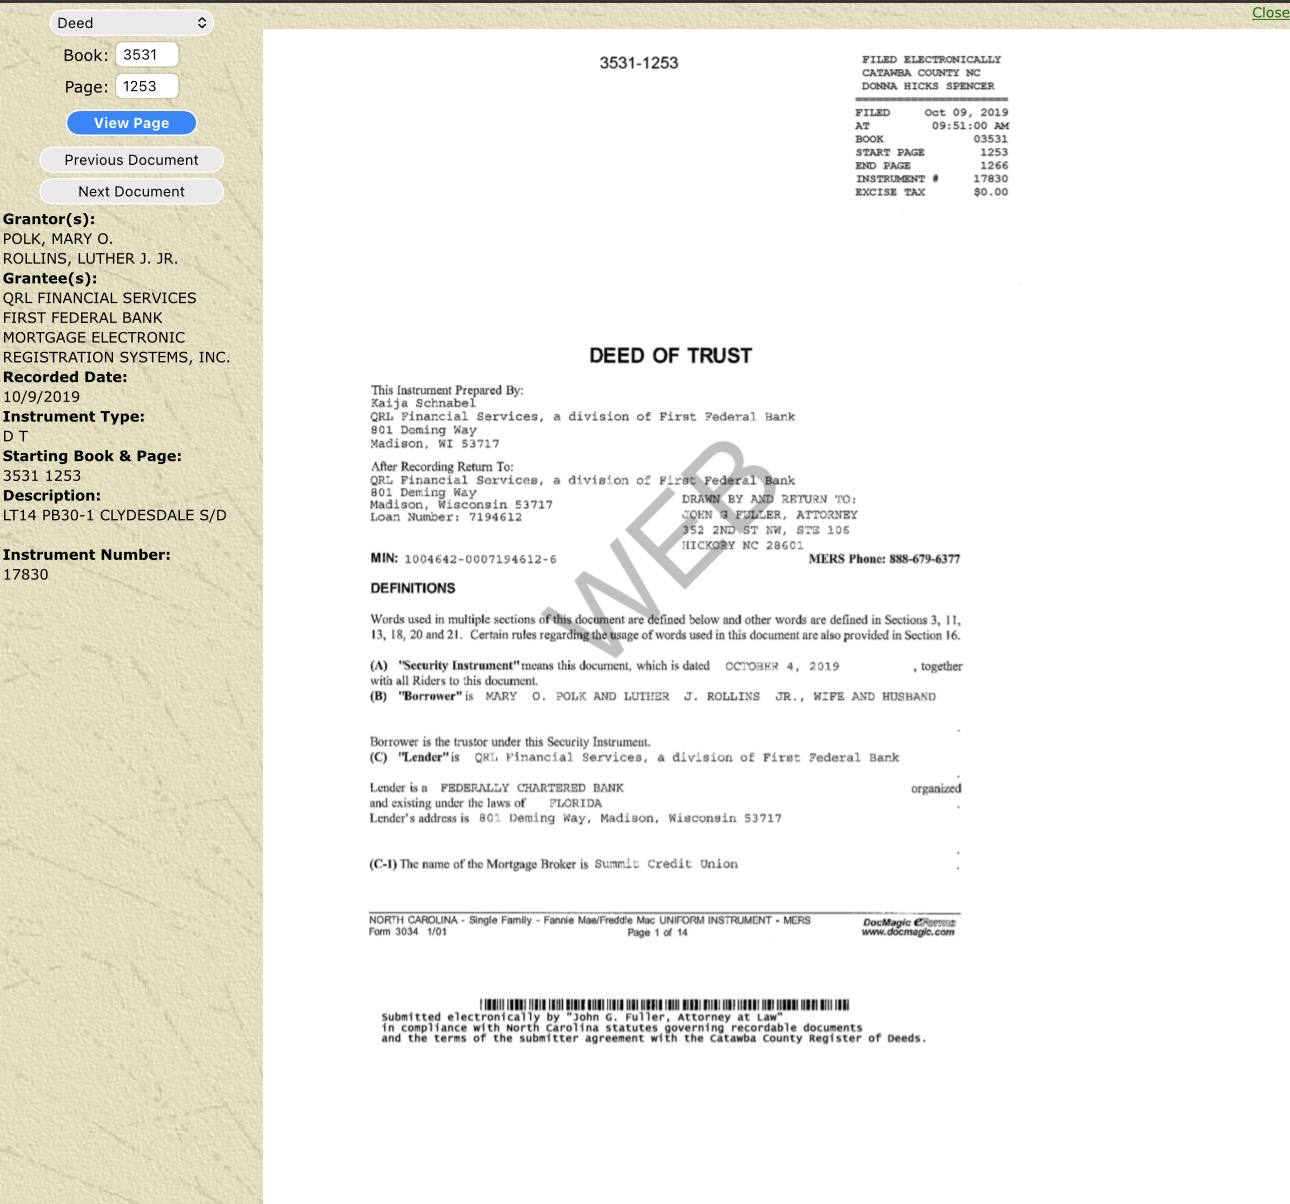 Close
Deed
Book: 3531
Page: 1253
View Page
Previous Document
Next Document
Grantor(s):
POLK, MARY O.
ROLLINS, LUTHER J. JR.
Grantee(s):
QRL FINANCIAL SERVICES
FIRST FEDERAL BANK
MORTGAGE ELECTRONIC
REGISTRATION SYSTEMS, INC.
Recorded Date:
10/9/2019
Instrument Type:
D T
Starting Book & Page:
3531 1253
Description:
LT14 PB30-1 CLYDESDALE S/D
Instrument Number:
17830
3531-1253
FILED ELECTRONICALLY
CATAWBA COUNTY NC
DONNA HICKS SPENCER
FILED Oct 09, 2019
AT 09:51:00 AM
BOOK 03531
START PAGE 1253
END PAGE 1266
INSTRUMENT # 17830
EXCISE TAX $0.00
DEED OF TRUST
This Instrument Prepared By:
Kaija Schnabel
QRL Financial Services, a division of First Federal Bank
801 Deming Way
Madison, WI 53717
After Recording Return To:
QRL Financial Services, a division of First Federal Bank
801 Deming Way
Madison, Wisconsin 53717
Loan Number: 7194612
DRAWN BY AND RETURN TO:
JOHN G FULLER, ATTORNEY
352 2ND ST NW, STE 106
HICKORY NC 28601
MIN: 1004642-0007194612-6 MERS Phone: 888-679-6377
WEB
DEFINITIONS
Words used in multiple sections of this document are defined below and other words are defined in Sections 3, 11,
13, 18, 20 and 21. Certain rules regarding the usage of words used in this document are also provided in Section 16.
(A) "Security Instrument" means this document, which is dated OCTOBER 4, 2019 , together
with all Riders to this document.
(B) "Borrower" is MARY O. POLK AND LUTHER J. ROLLINS JR., WIFE AND HUSBAND
.
Borrower is the trustor under this Security Instrument.
(C) "Lender" is QRL Financial Services, a division of First Federal Bank
.
Lender is a FEDERALLY CHARTERED BANK organized
and existing under the laws of FLORIDA .
Lender's address is 801 Deming Way, Madison, Wisconsin 53717
.
(C-1) The name of the Mortgage Broker is Summit Credit Union .
NORTH CAROLINA - Single Family - Fannie Mae/Freddie Mac UNIFORM INSTRUMENT - MERS
Form 3034 1/01 Page 1 of 14
DocMagic eForms
www.docmagic.com
Submitted electronically by "John G. Fuller, Attorney at Law"
in compliance with North Carolina statutes governing recordable documents
and the terms of the submitter agreement with the Catawba County Register of Deeds.